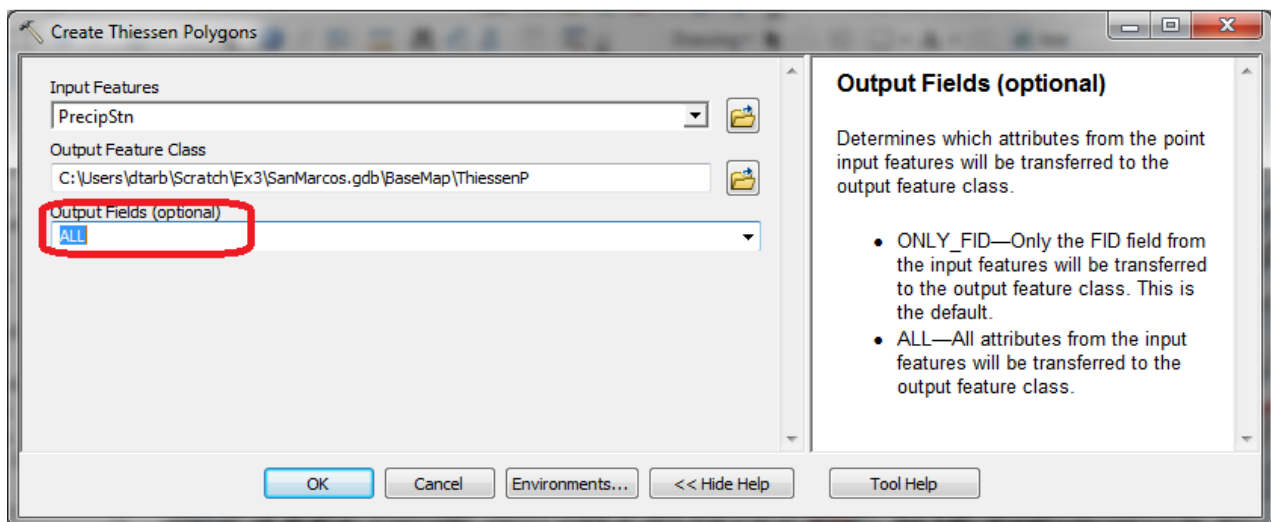 Create Thiessen Polygons
Input Features
PrecipStn
Output Feature Class
C:\Users\dtarb\Scratch\Ex3\SanMarcos.gdb\BaseMap\ThiessenP
Output Fields (optional)
ALL
Output Fields (optional)
Determines which attributes from the point
input features will be transferred to the
output feature class.
• ONLY_FID—Only the FID field from
the input features will be transferred
to the output feature class. This is
the default.
• ALL—All attributes from the input
features will be transferred to the
output feature class.
OK Cancel Environments... << Hide Help Tool Help